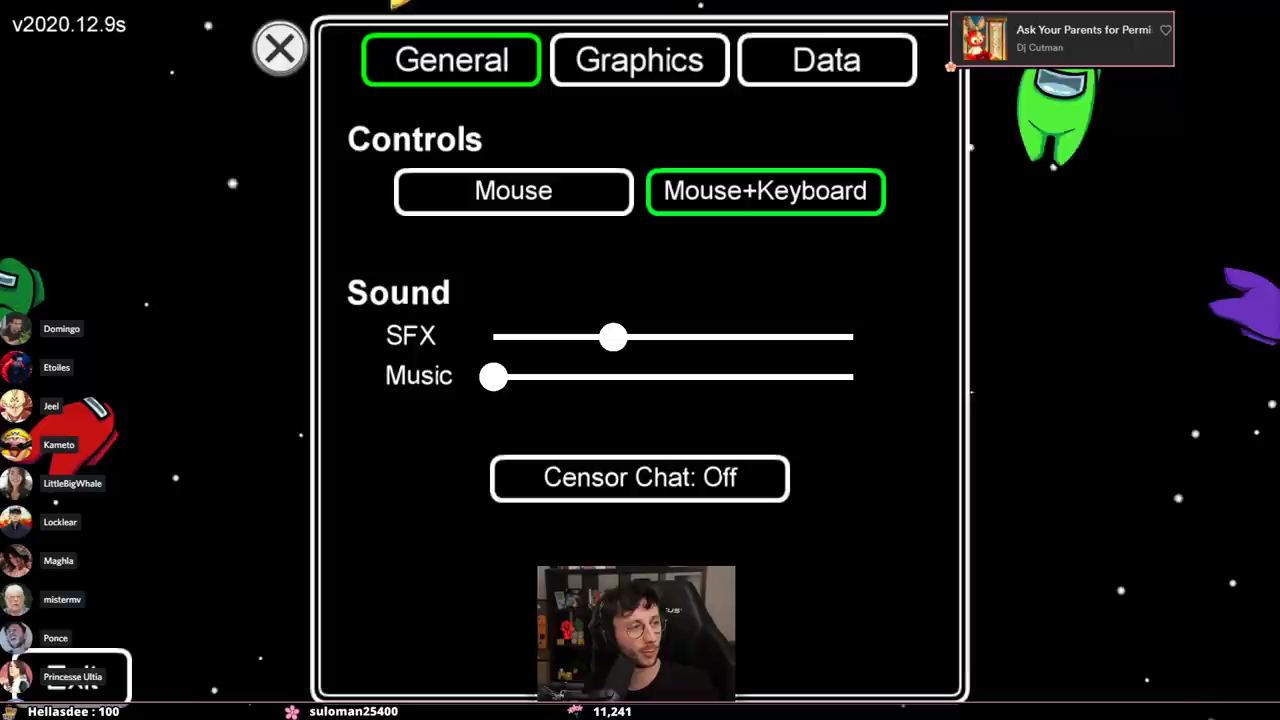 v2020.12.9s
General
Graphics
Data
Ask Your Parents for Permi
Dj Cutman
Controls
Mouse
Mouse+Keyboard
Sound
SFX
Music
Censor Chat: Off
Domingo
Etoiles
Jeel
Kameto
LittleBigWhale
Locklear
Maghla
mistermv
Ponce
Princesse Ultia
Exit
Hellasdee : 100
suloman25400
11,241